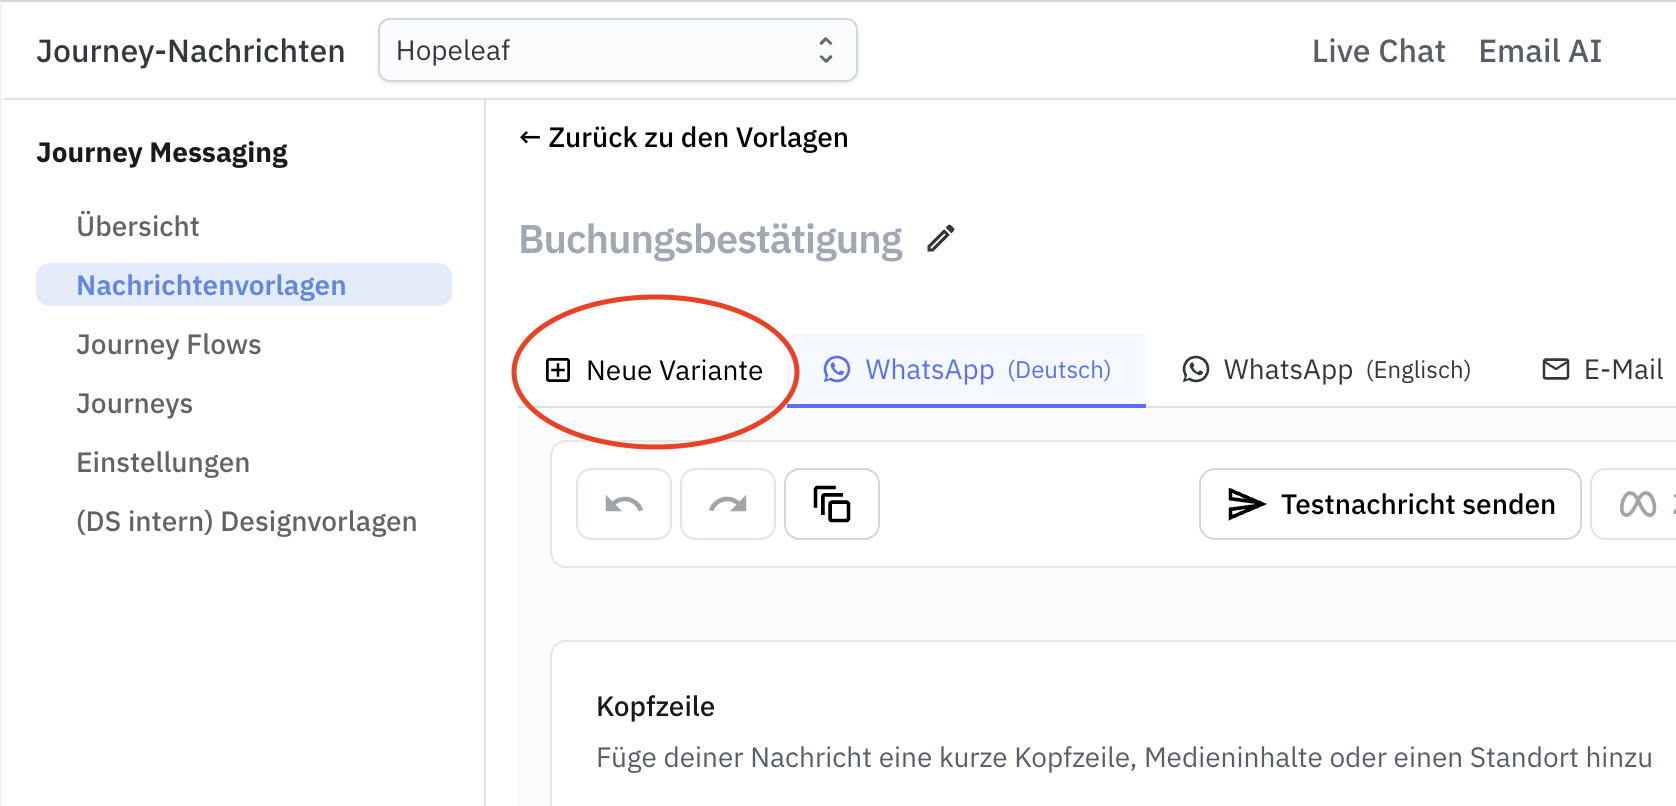 Journey-Nachrichten
Hopeleaf
Live Chat
Email AI
Journey Messaging
Übersicht
Nachrichtenvorlagen
Journey Flows
Journeys
Einstellungen
(DS intern) Designvorlagen
← Zurück zu den Vorlagen
Buchungsbestätigung
Neue Variante
WhatsApp (Deutsch)
WhatsApp (Englisch)
E-Mail
Testnachricht senden
Kopfzeile
Füge deiner Nachricht eine kurze Kopfzeile, Medieninhalte oder einen Standort hinzu